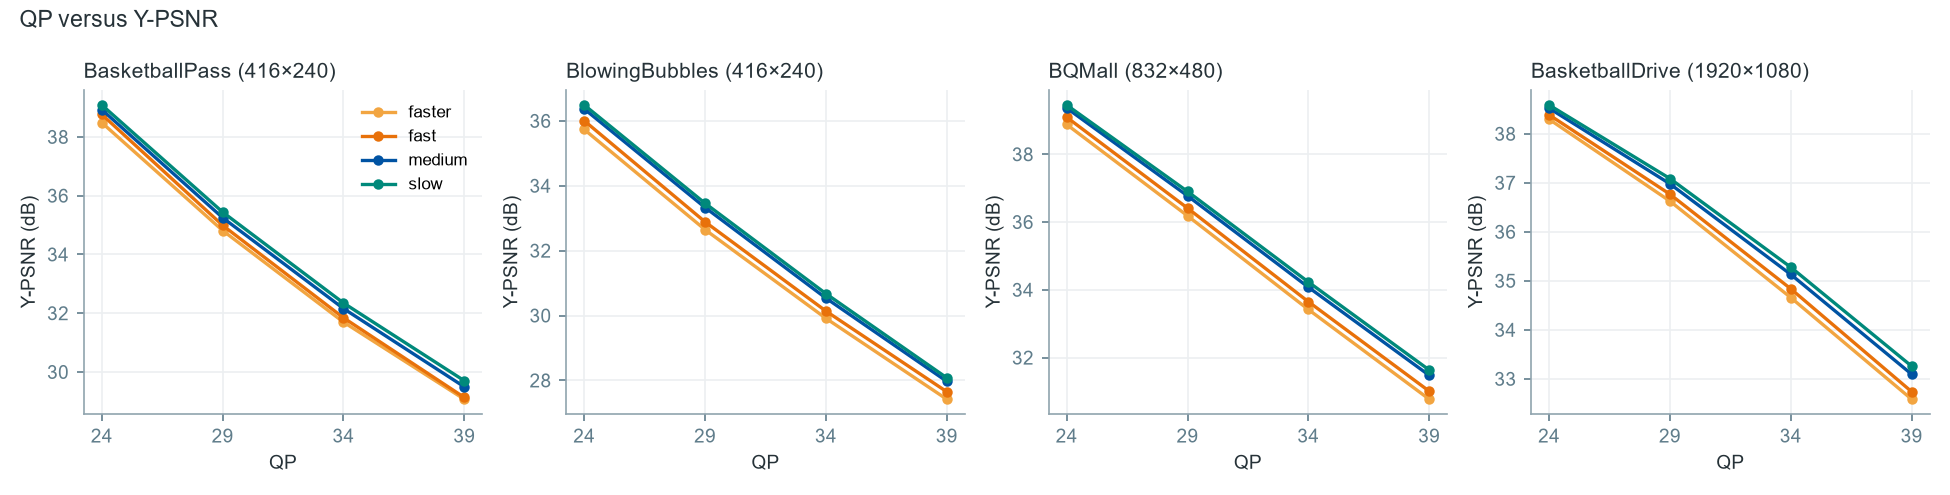 QP versus Y-PSNR
BasketballPass (416×240)
Y-PSNR (dB)
38
36
34
32
30
24 29 34 39
QP
faster
fast
medium
slow
BlowingBubbles (416×240)
Y-PSNR (dB)
36
34
32
30
28
24 29 34 39
QP
BQMall (832×480)
Y-PSNR (dB)
38
36
34
32
24 29 34 39
QP
BasketballDrive (1920×1080)
Y-PSNR (dB)
38
37
36
35
34
33
24 29 34 39
QP